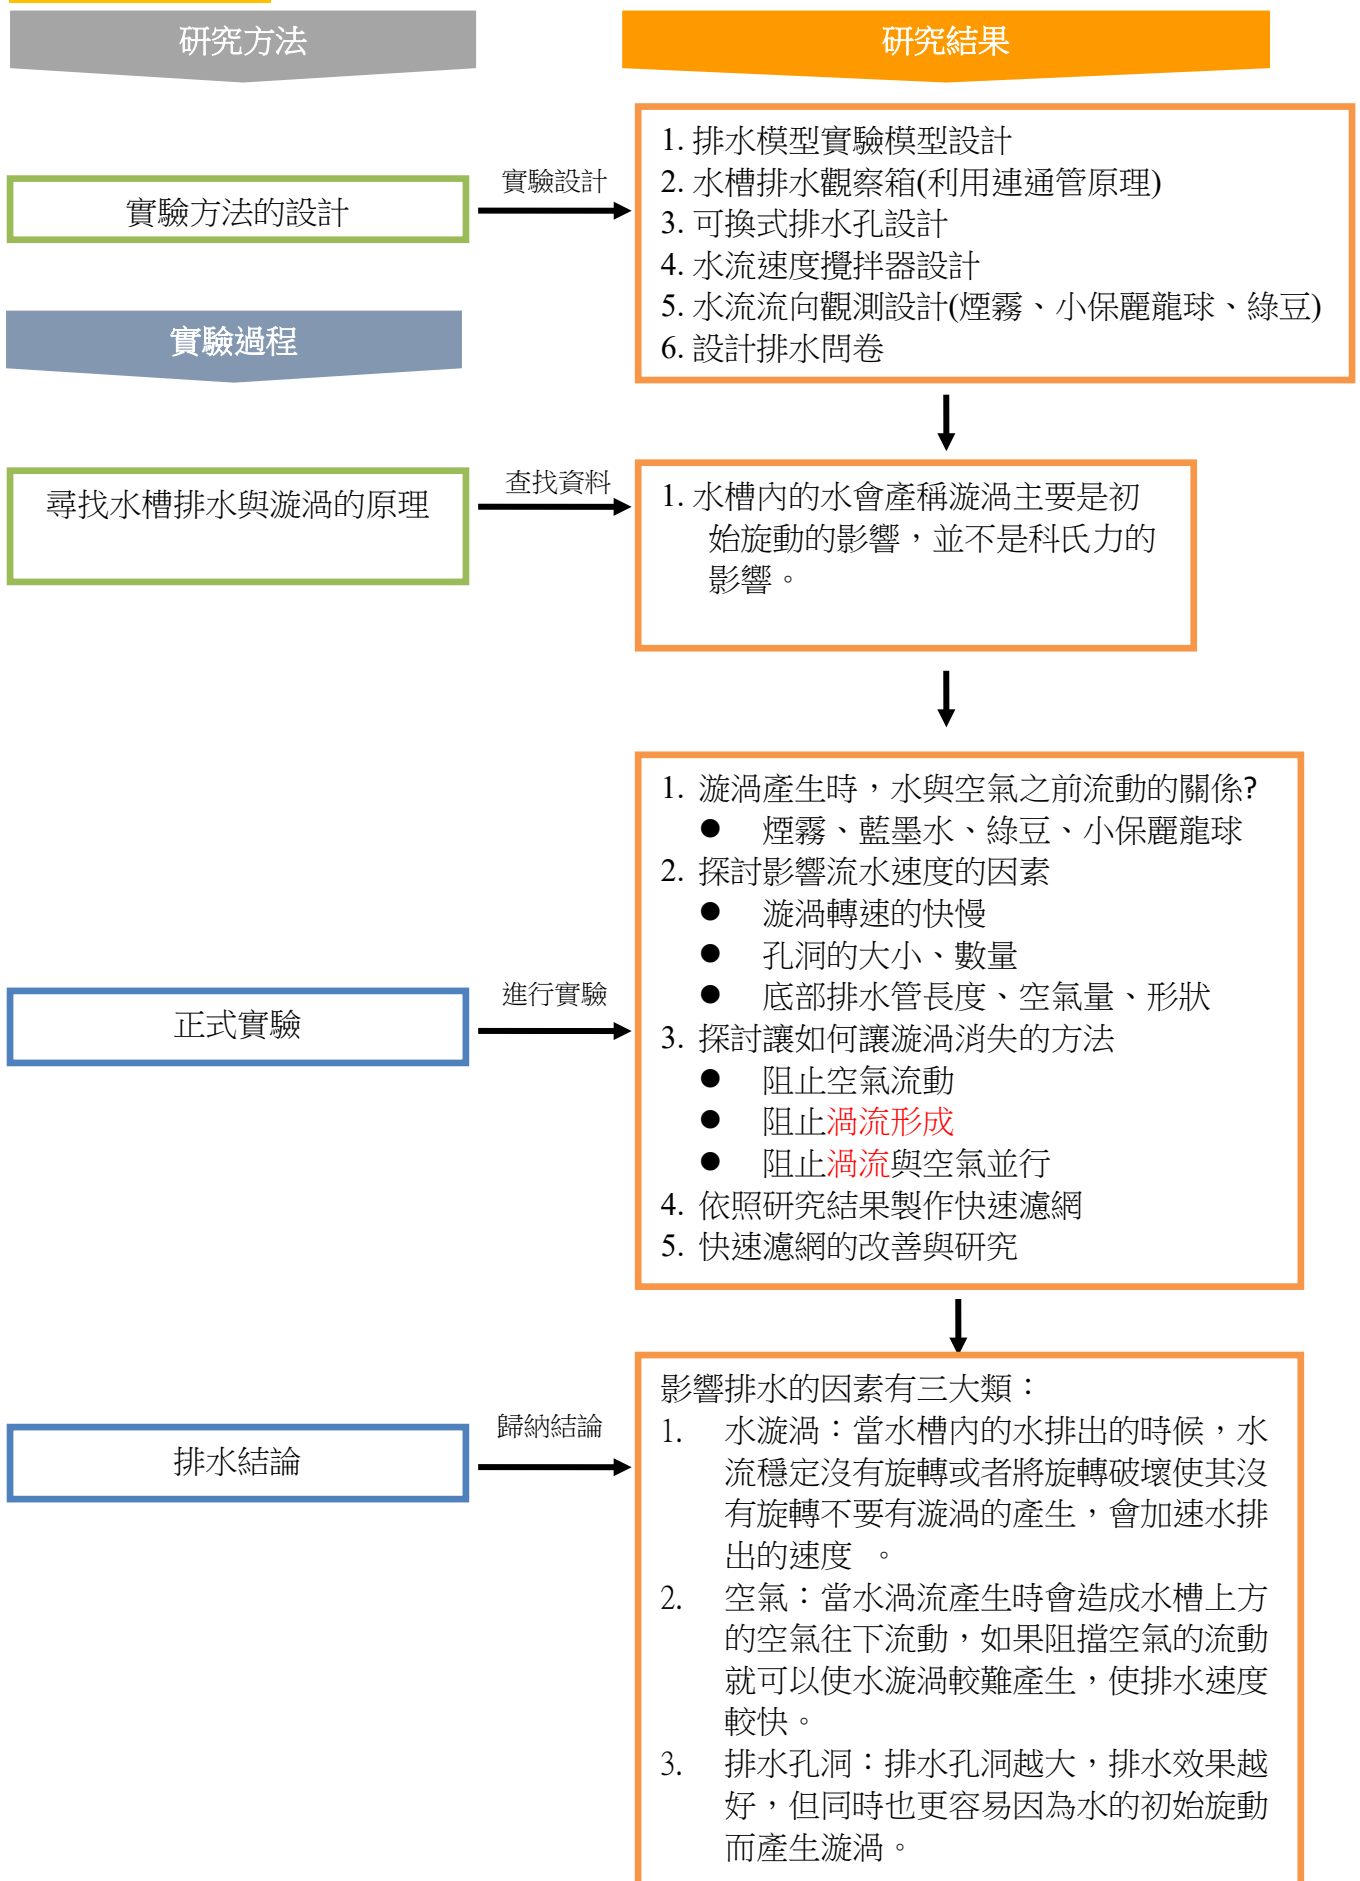 研究方法
研究結果
實驗方法的設計
實驗設計
1. 排水模型實驗模型設計
2. 水槽排水觀察箱(利用連通管原理)
3. 可換式排水孔設計
4. 水流速度攪拌器設計
5. 水流流向觀測設計(煙霧、小保麗龍球、綠豆)
6. 設計排水問卷
實驗過程
尋找水槽排水與漩渦的原理
查找資料
1. 水槽內的水會產稱漩渦主要是初
始旋動的影響，並不是科氏力的
影響。
正式實驗
進行實驗
1. 漩渦產生時，水與空氣之前流動的關係?
● 煙霧、藍墨水、綠豆、小保麗龍球
2. 探討影響流水速度的因素
● 漩渦轉速的快慢
● 孔洞的大小、數量
● 底部排水管長度、空氣量、形狀
3. 探討讓如何讓漩渦消失的方法
● 阻止空氣流動
● 阻止渦流形成
● 阻止渦流與空氣並行
4. 依照研究結果製作快速濾網
5. 快速濾網的改善與研究
排水結論
歸納結論
影響排水的因素有三大類：
1. 水漩渦：當水槽內的水排出的時候，水
流穩定沒有旋轉或者將旋轉破壞使其沒
有旋轉不要有漩渦的產生，會加速水排
出的速度 。
2. 空氣：當水渦流產生時會造成水槽上方
的空氣往下流動，如果阻擋空氣的流動
就可以使水漩渦較難產生，使排水速度
較快。
3. 排水孔洞：排水孔洞越大，排水效果越
好，但同時也更容易因為水的初始旋動
而產生漩渦。